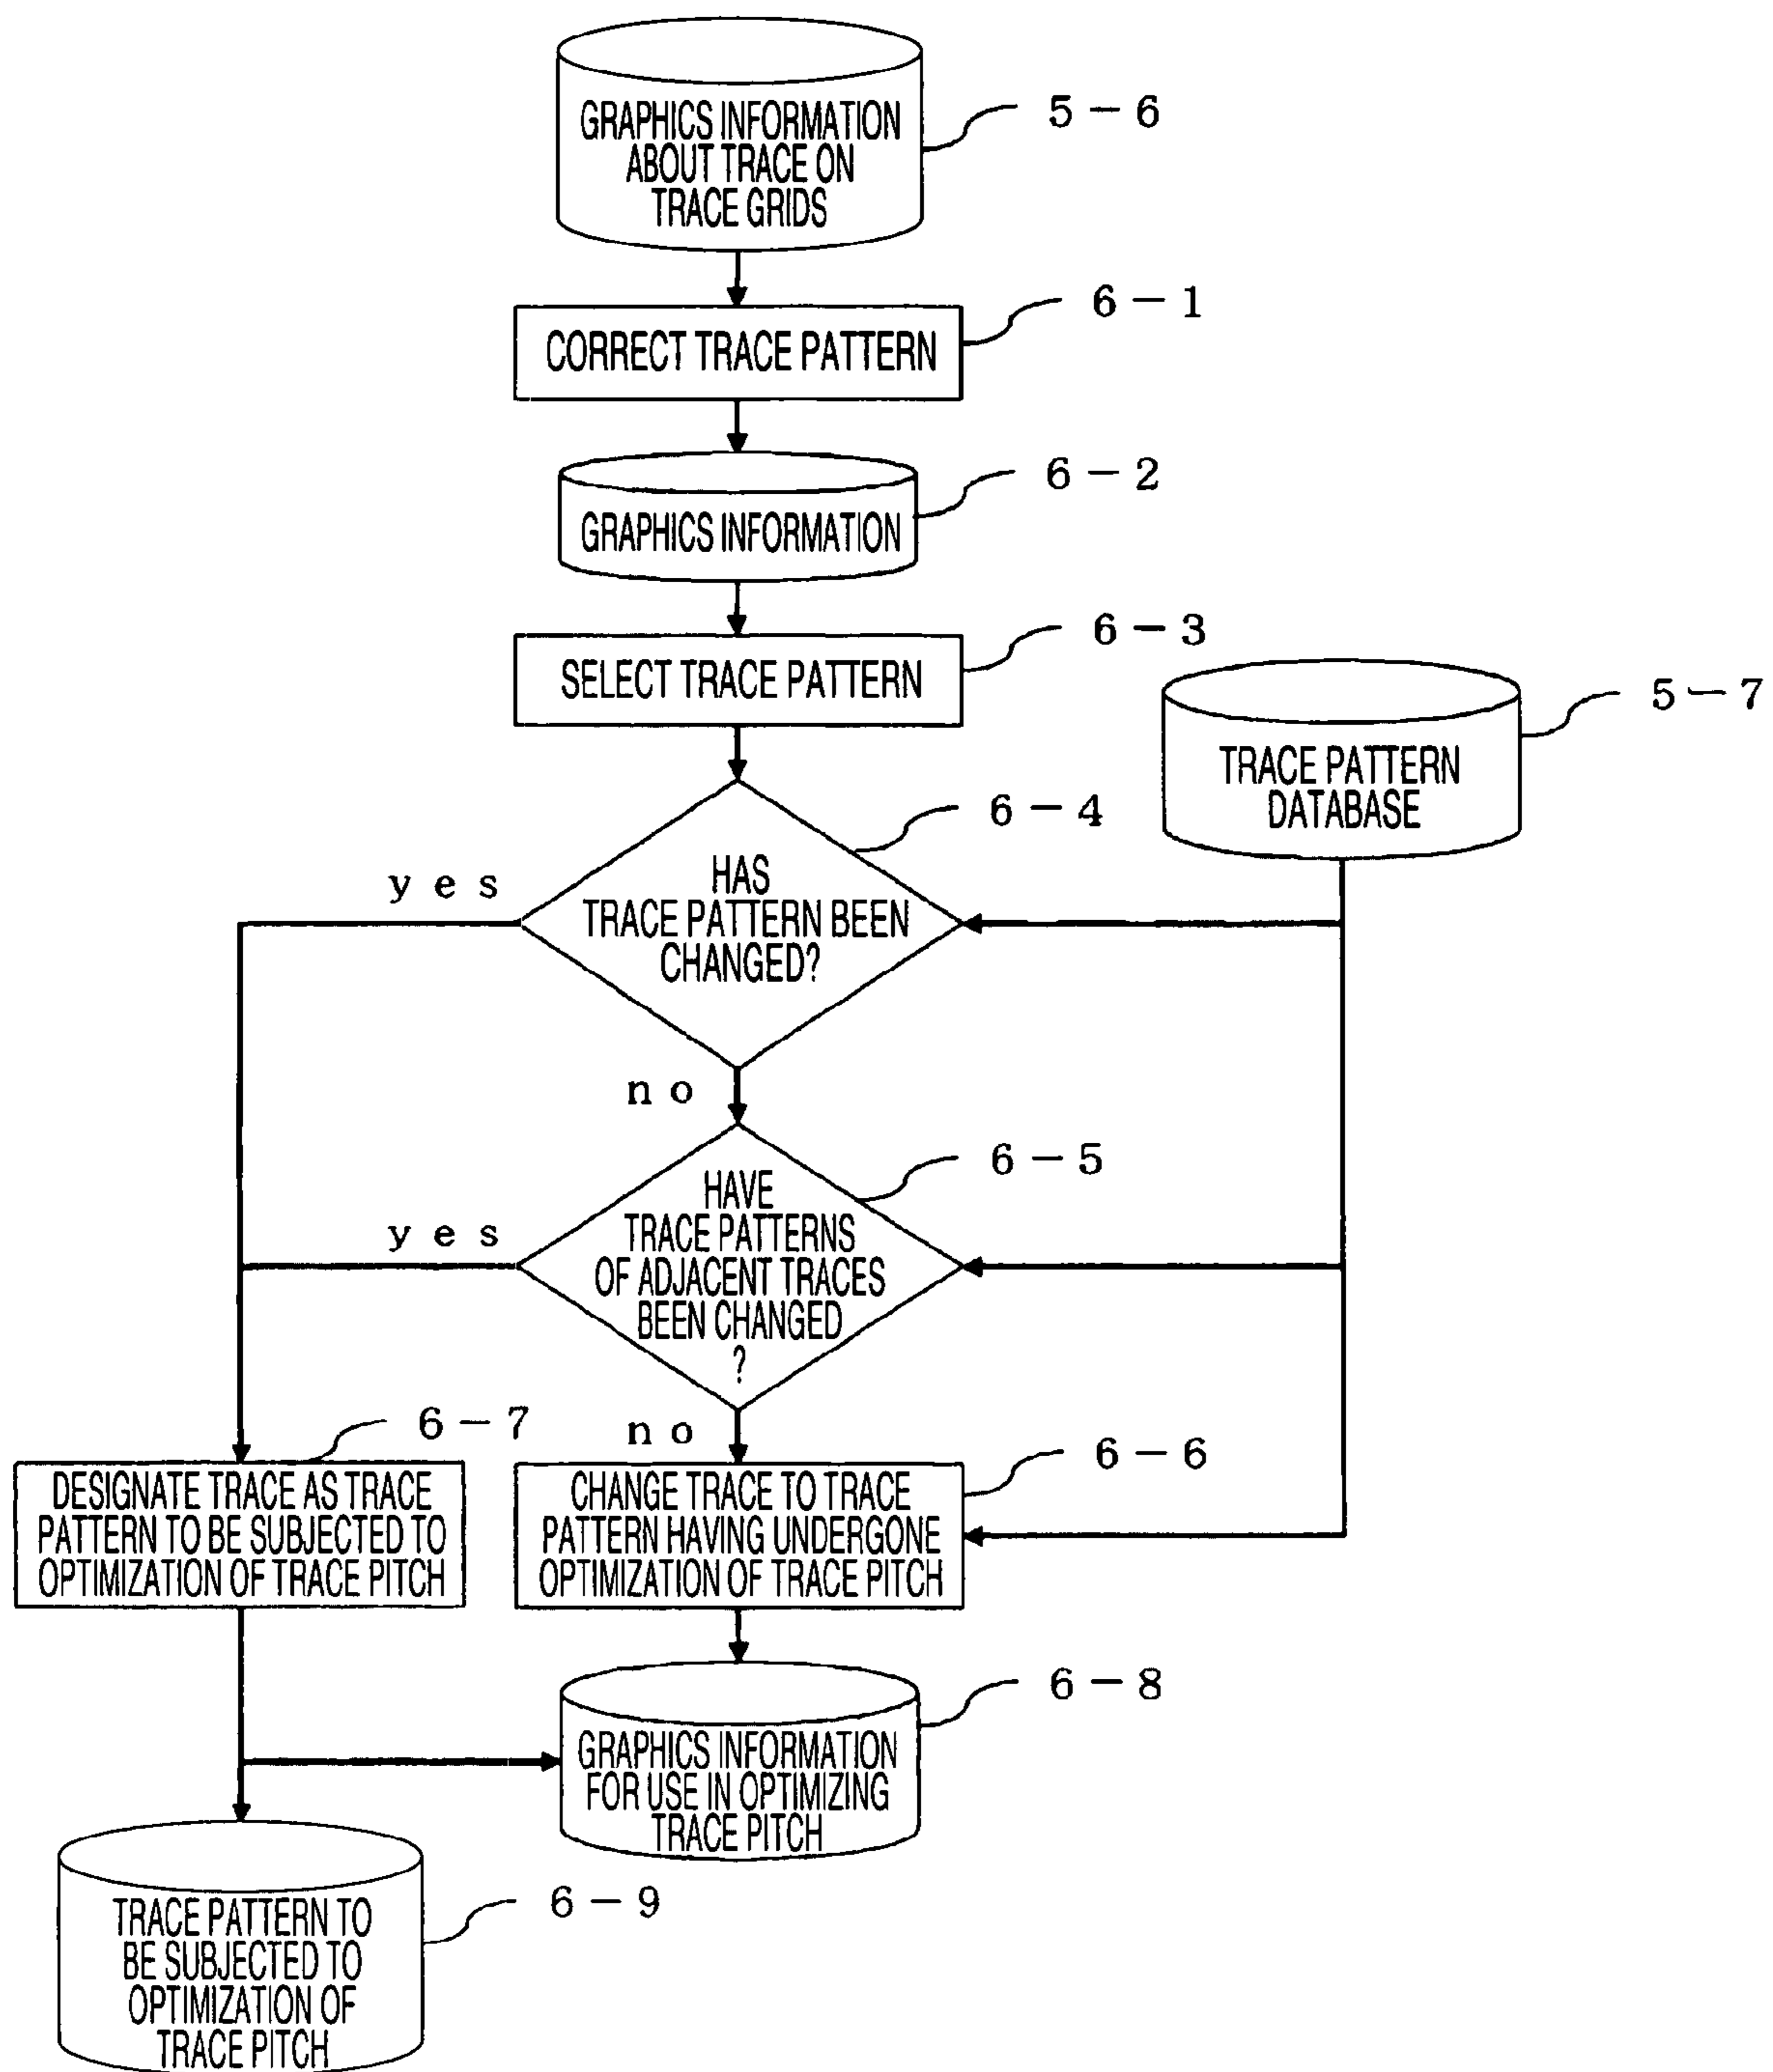 GRAPHICS INFORMATION
ABOUT TRACE ON
TRACE GRIDS
5-6
CORRECT TRACE PATTERN
6-1
GRAPHICS INFORMATION
6-2
SELECT TRACE PATTERN
6-3
TRACE PATTERN
DATABASE
5-7
HAS
TRACE PATTERN BEEN
CHANGED?
6-4
yes
no
HAVE
TRACE PATTERNS
OF ADJACENT TRACES
BEEN CHANGED
?
6-5
yes
no
DESIGNATE TRACE AS TRACE
PATTERN TO BE SUBJECTED TO
OPTIMIZATION OF TRACE PITCH
6-7
CHANGE TRACE TO TRACE
PATTERN HAVING UNDERGONE
OPTIMIZATION OF TRACE PITCH
6-6
GRAPHICS INFORMATION
FOR USE IN OPTIMIZING
TRACE PITCH
6-8
TRACE PATTERN TO
BE SUBJECTED TO
OPTIMIZATION OF
TRACE PITCH
6-9